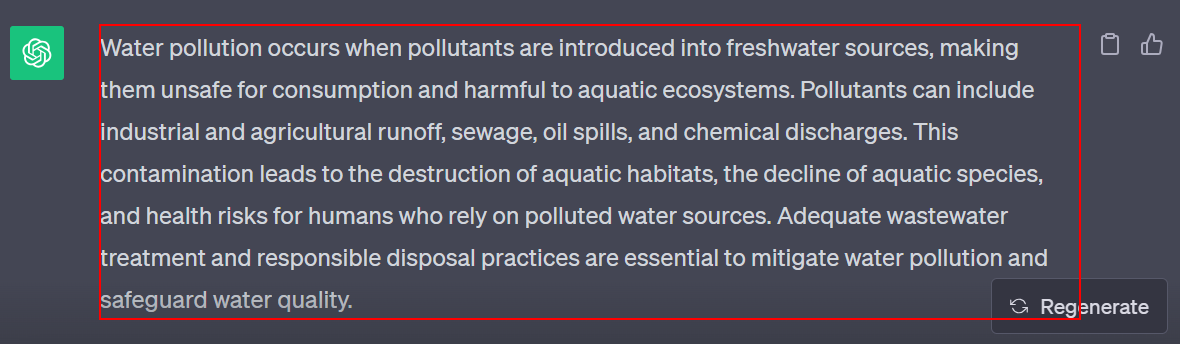 Water pollution occurs when pollutants are introduced into freshwater sources, making
them unsafe for consumption and harmful to aquatic ecosystems. Pollutants can include
industrial and agricultural runoff, sewage, oil spills, and chemical discharges. This
contamination leads to the destruction of aquatic habitats, the decline of aquatic species,
and health risks for humans who rely on polluted water sources. Adequate wastewater
treatment and responsible disposal practices are essential to mitigate water pollution and
safeguard water quality.
Regenerate